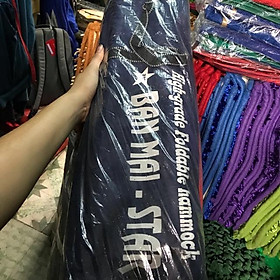 High-grade Foldable hammock
BAN MAI - STAR